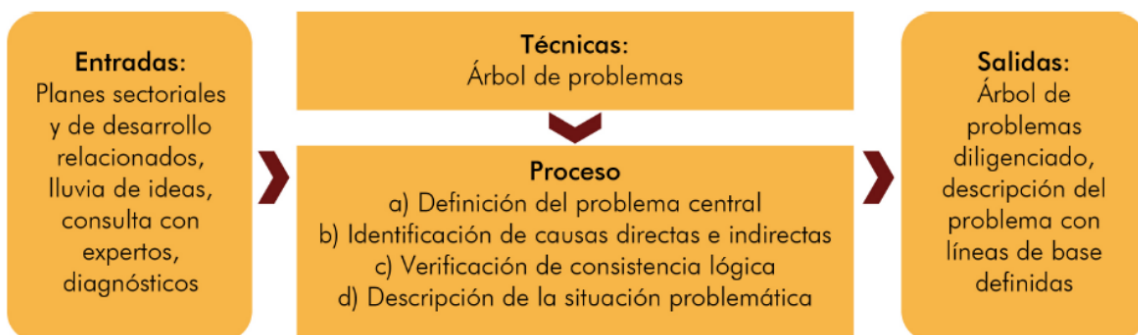 Entradas:
Planes sectoriales
y de desarrollo
relacionados,
lluvia de ideas,
consulta con
expertos,
diagnósticos
Técnicas:
Árbol de problemas
Proceso
a) Definición del problema central
b) Identificación de causas directas e indirectas
c) Verificación de consistencia lógica
d) Descripción de la situación problemática
Salidas:
Árbol de
problemas
diligenciado,
descripción del
problema con
líneas de base
definidas